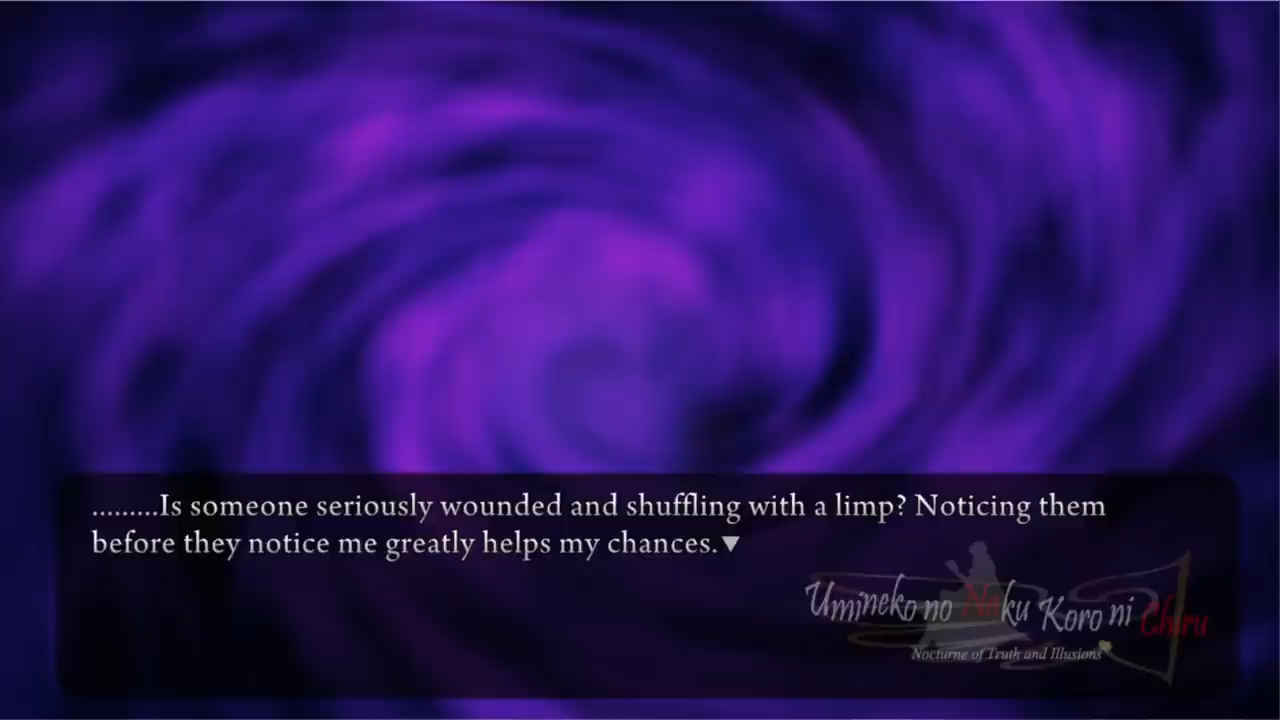 .........Is someone seriously wounded and shuffling with a limp? Noticing them
before they notice me greatly helps my chances.▼
Umineko no Naku Koro ni Chiru
Nocturne of Truth and Illusions